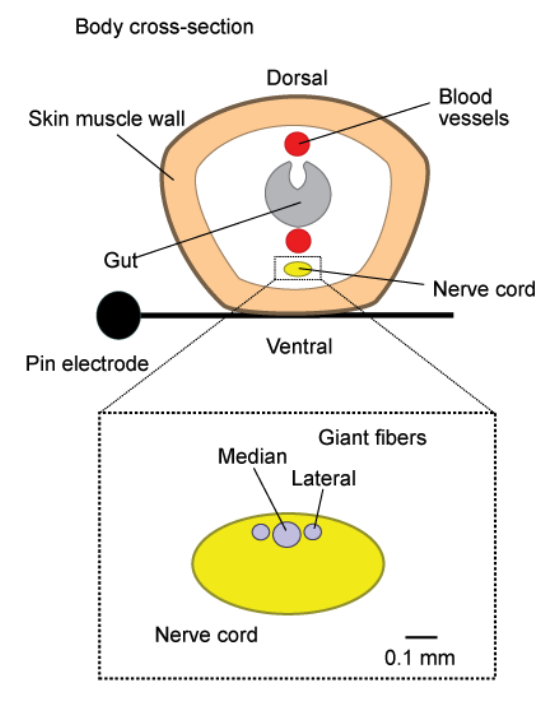 Body cross-section
Dorsal
Blood
vessels
Skin muscle wall
Gut
Nerve cord
Pin electrode
Ventral
Giant fibers
Median
Lateral
Nerve cord
0.1 mm